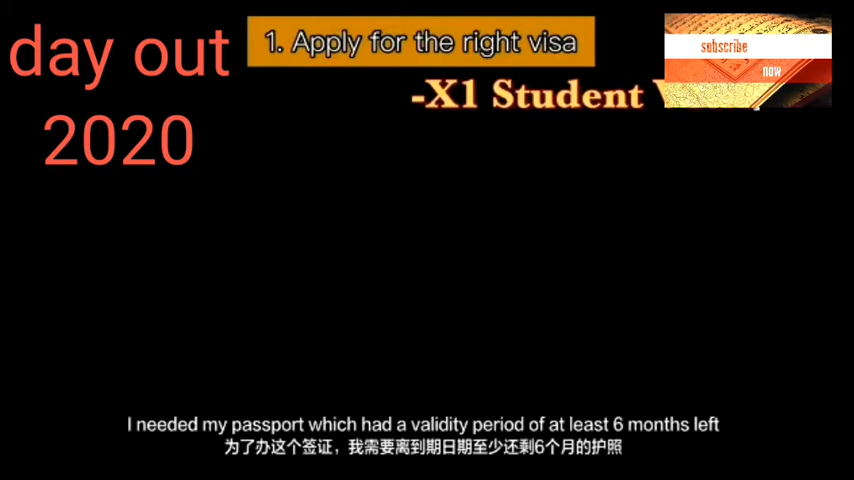 day out
2020
1. Apply for the right visa
subscribe
now
-X1 Student
I needed my passport which had a validity period of at least 6 months left
为了办这个签证，我需要离到期日期至少还剩6个月的护照